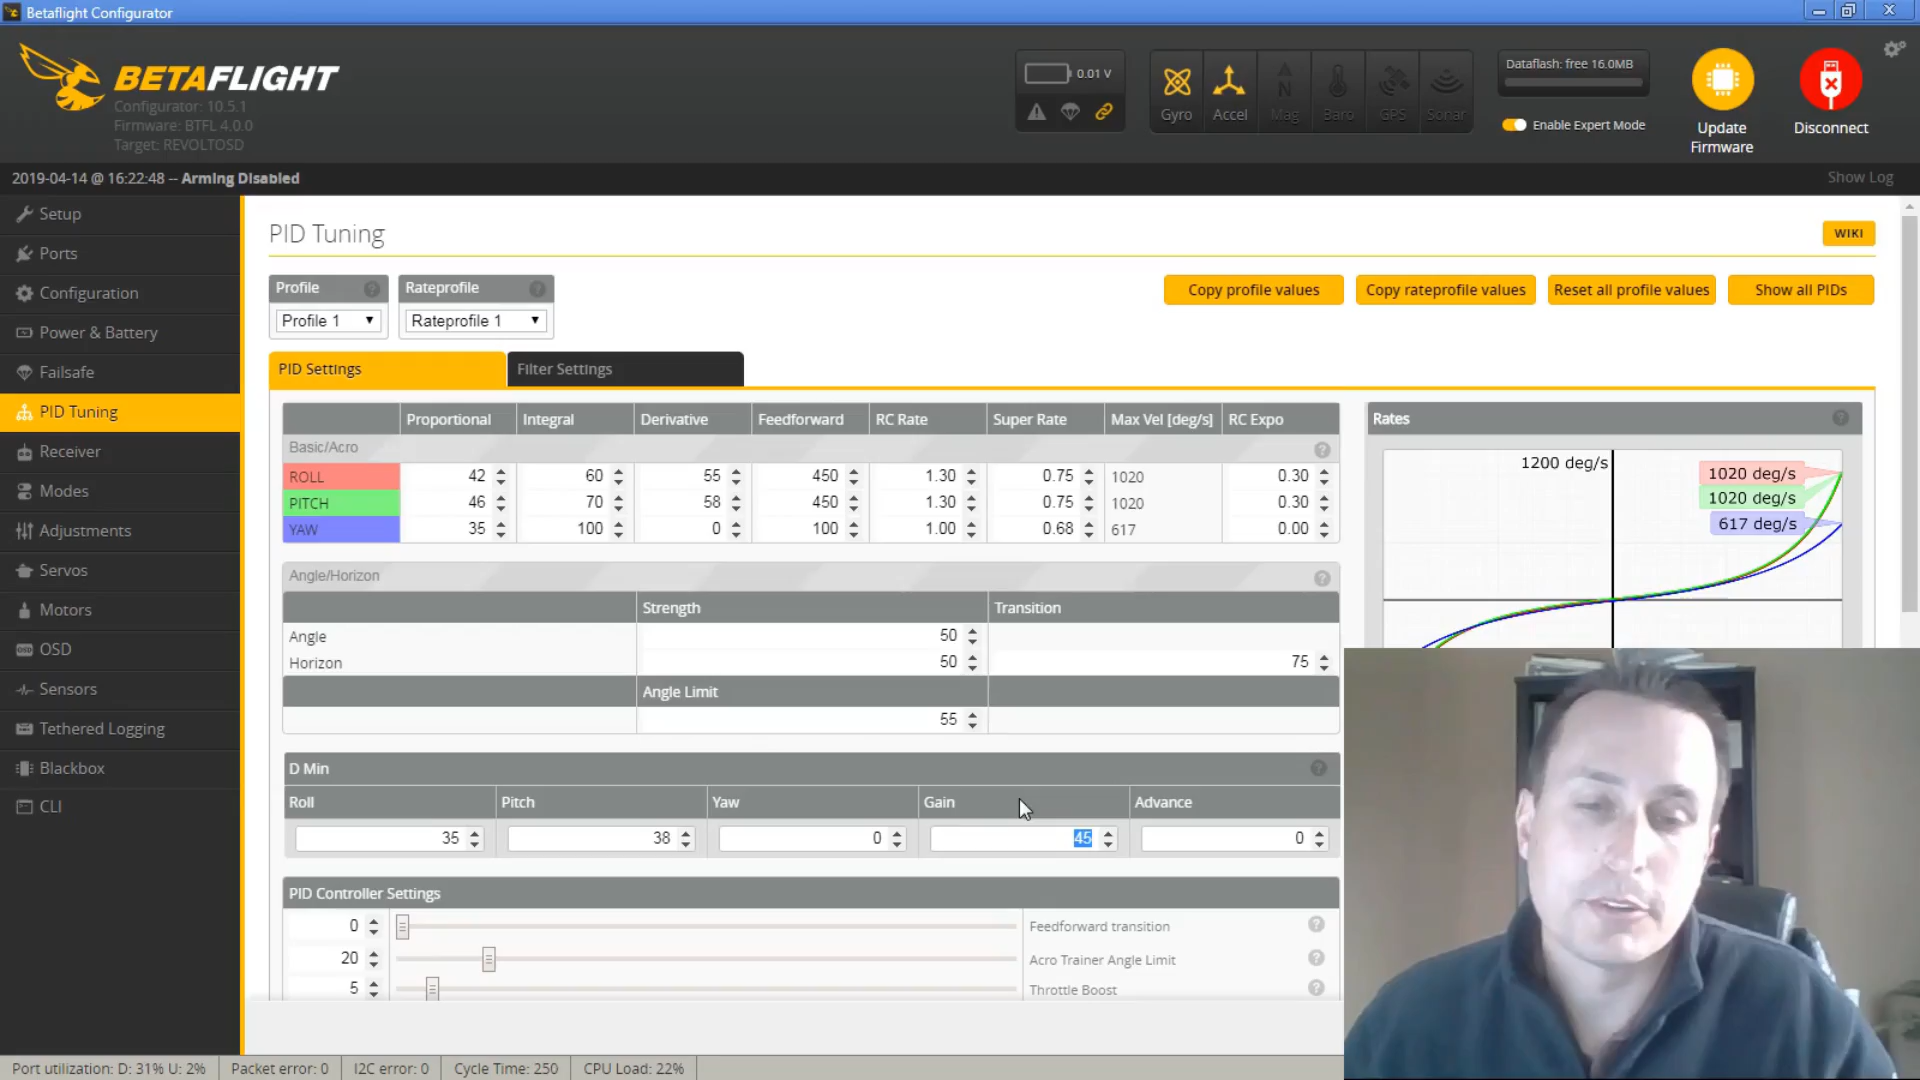 Betaflight Configurator
BETAFLIGHT
Configurator: 10.5.1
Firmware: BTFL 4.0.0
Target: REVOLTOSD
0.01 V
Gyro
Accel
Mag
Baro
GPS
Sonar
Dataflash: free 16.0MB
Enable Expert Mode
Update
Firmware
Disconnect
2019-04-14 @ 16:22:48 -- Arming Disabled
Show Log
Setup
Ports
Configuration
Power & Battery
Failsafe
PID Tuning
Receiver
Modes
Adjustments
Servos
Motors
OSD
Sensors
Tethered Logging
Blackbox
CLI
PID Tuning
WIKI
Profile
Rateprofile
Profile 1
Rateprofile 1
Copy profile values
Copy rateprofile values
Reset all profile values
Show all PIDs
PID Settings
Filter Settings
Proportional Integral Derivative Feedforward RC Rate Super Rate Max Vel [deg/s] RC Expo
Basic/Acro
ROLL 42 60 55 450 1.30 0.75 1020 0.30
PITCH 46 70 58 450 1.30 0.75 1020 0.30
YAW 35 100 0 100 1.00 0.68 617 0.00
Angle/Horizon
Strength Transition
Angle 50
Horizon 50 75
Angle Limit
55
D Min
Roll Pitch Yaw Gain Advance
35 38 0 45 0
PID Controller Settings
0 Feedforward transition
20 Acro Trainer Angle Limit
5 Throttle Boost
Rates
1200 deg/s
1020 deg/s
1020 deg/s
617 deg/s
Port utilization: D: 31% U: 2%
Packet error: 0
I2C error: 0
Cycle Time: 250
CPU Load: 22%